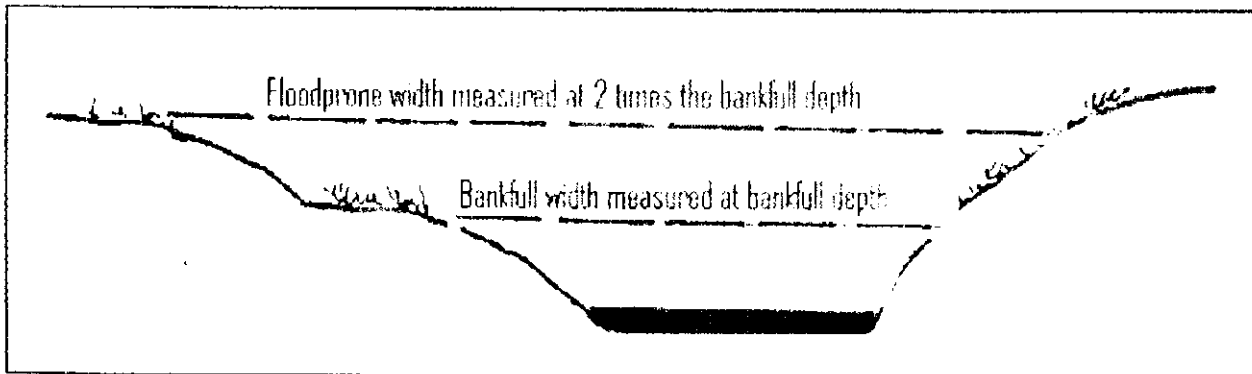 Floodprone width measured at 2 times the bankfull depth
Bankfull width measured at bankfull depth